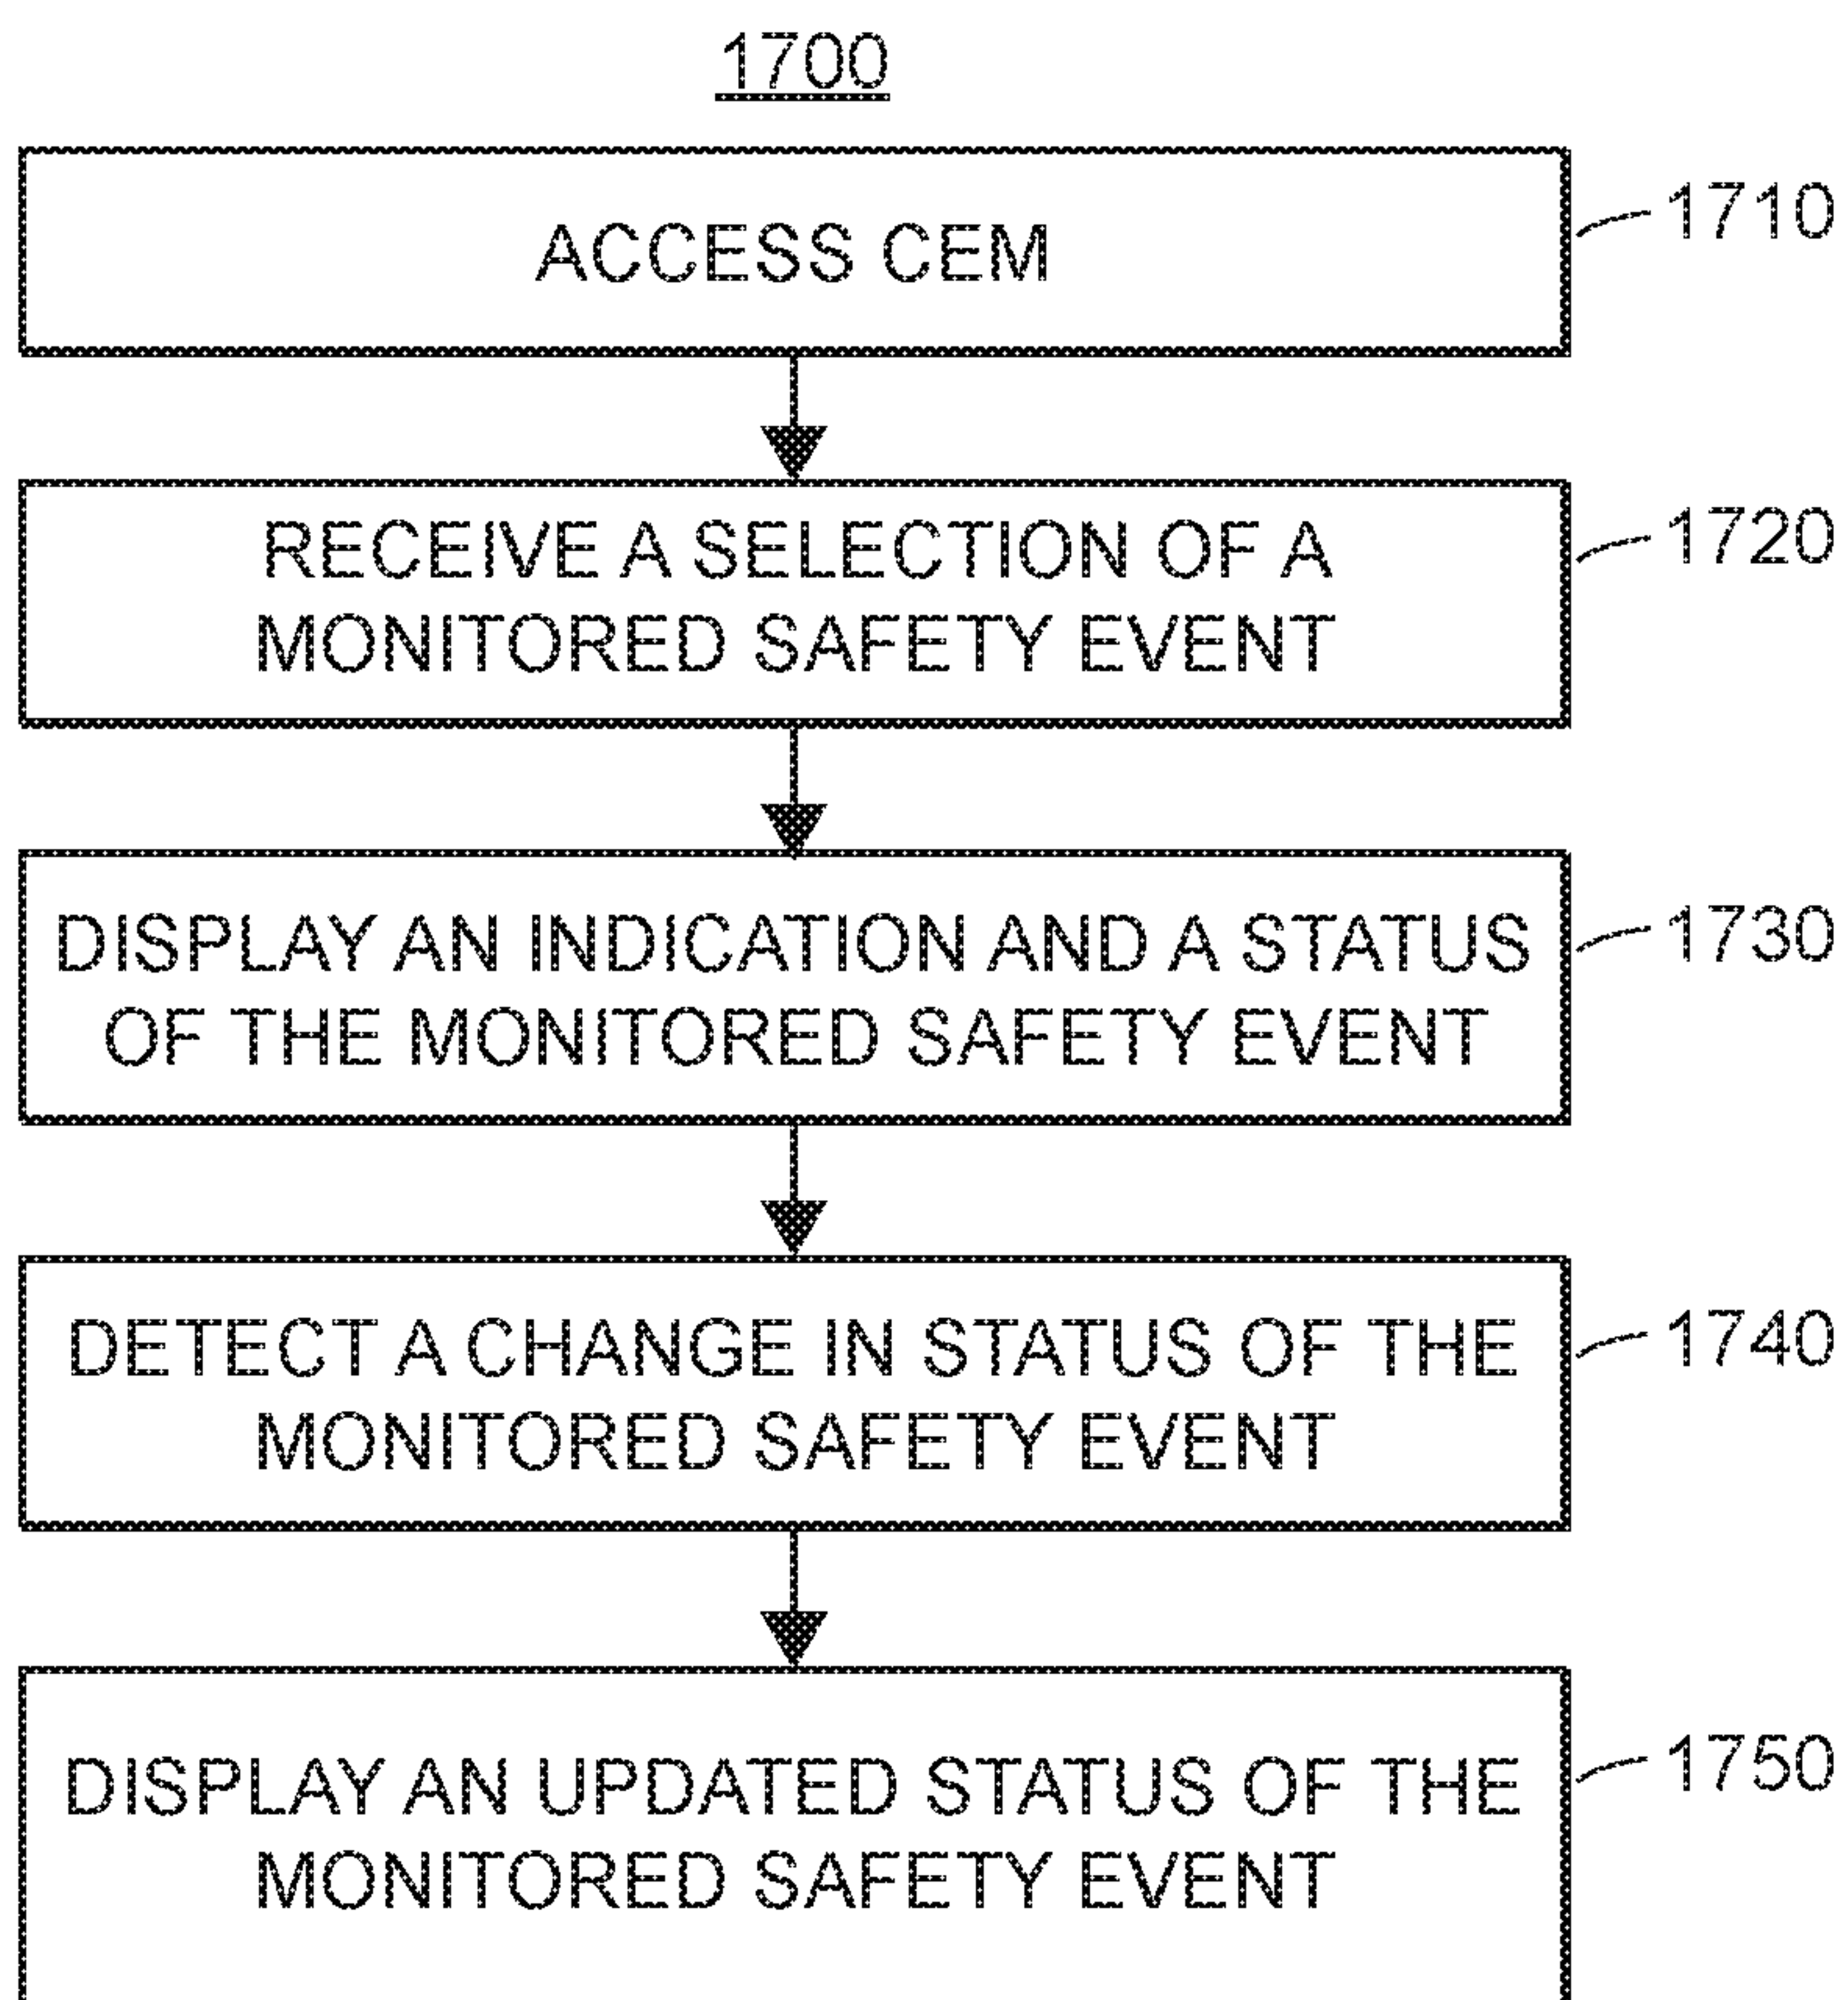 1700
ACCESS CEM
1710
RECEIVE A SELECTION OF A
MONITORED SAFETY EVENT
1720
DISPLAY AN INDICATION AND A STATUS
OF THE MONITORED SAFETY EVENT
1730
DETECT A CHANGE IN STATUS OF THE
MONITORED SAFETY EVENT
1740
DISPLAY AN UPDATED STATUS OF THE
MONITORED SAFETY EVENT
1750